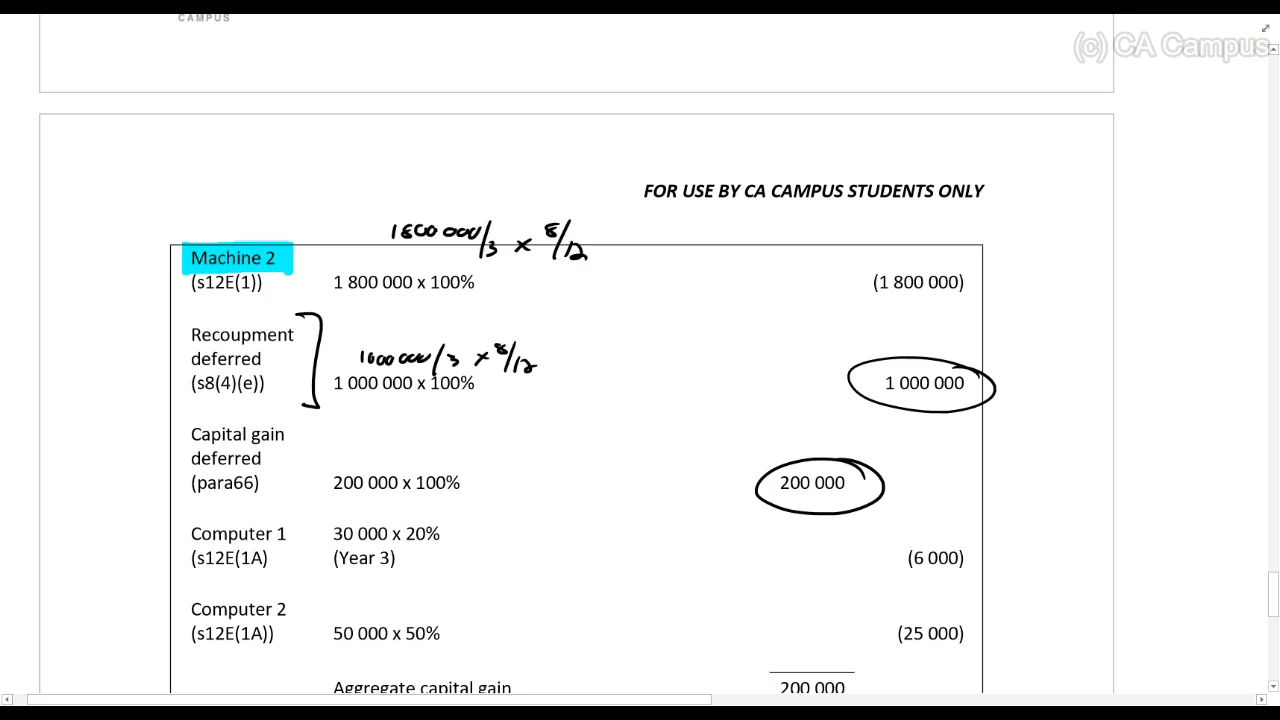 CAMPUS
(c) CA Campus
FOR USE BY CA CAMPUS STUDENTS ONLY
1800 000/3 x 8/12
Machine 2
(s12E(1)) 1 800 000 x 100% (1 800 000)
Recoupment
deferred 1000000/3 x 8/12
(s8(4)(e)) 1 000 000 x 100% 1 000 000
Capital gain
deferred
(para66) 200 000 x 100% 200 000
Computer 1 30 000 x 20%
(s12E(1A) (Year 3) (6 000)
Computer 2
(s12E(1A)) 50 000 x 50% (25 000)
Aggregate capital gain 200 000